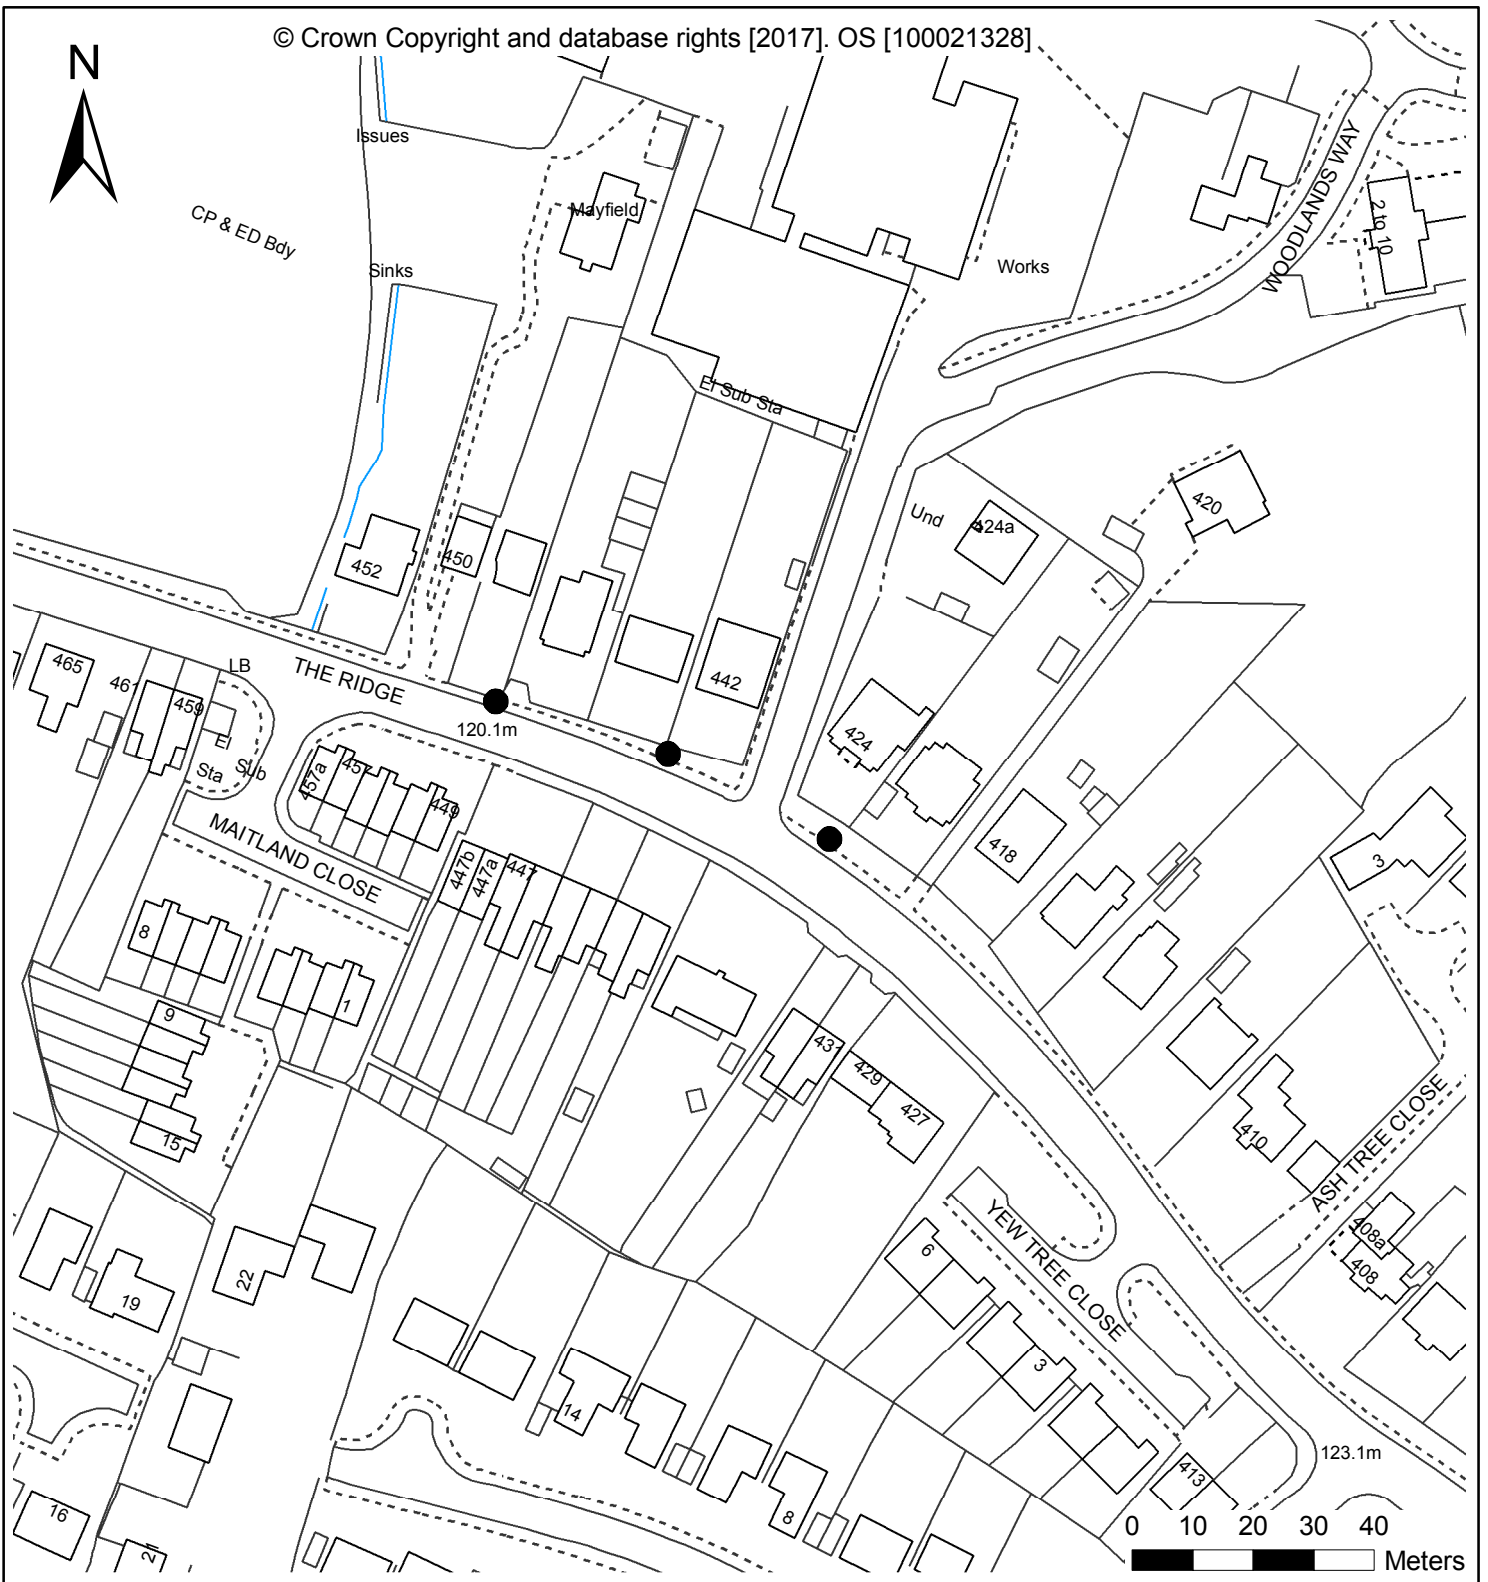 © Crown Copyright and database rights [2017]. OS [100021328]
N
Issues
CP & ED Bdy
Sinks
Mayfield
Works
WOODLANDS WAY
2 to 10
El Sub Sta
Und
424a
420
452
450
442
424
418
465
461
459
LB
THE RIDGE
120.1m
El
Sub
Sta
457a
457
449
MAITLAND CLOSE
447b
447a
447
8
1
9
15
431
429
427
3
410
ASH TREE CLOSE
408a
408
YEW TREE CLOSE
6
3
19
22
14
8
16
21
413
123.1m
0 10 20 30 40
Meters